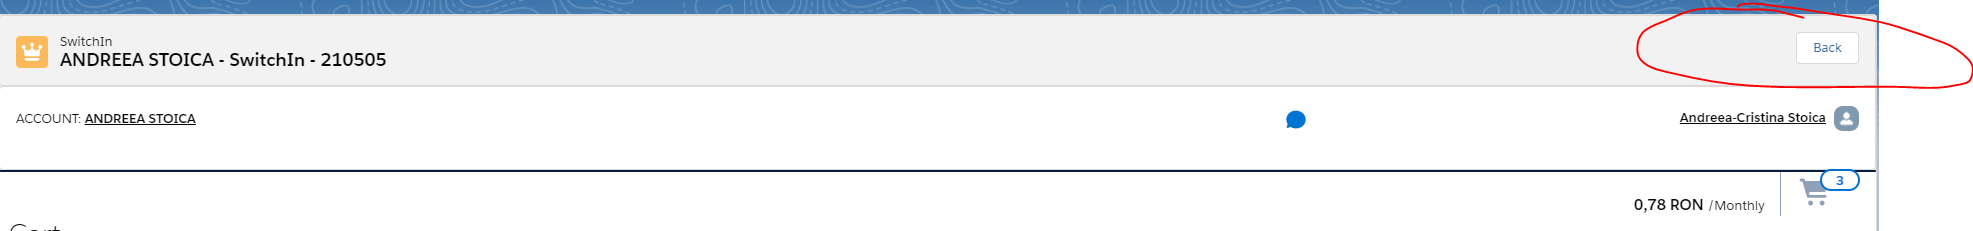 SwitchIn
ANDREEA STOICA - SwitchIn - 210505
Back
ACCOUNT: ANDREEA STOICA
Andreea-Cristina Stoica
3
0,78 RON /Monthly